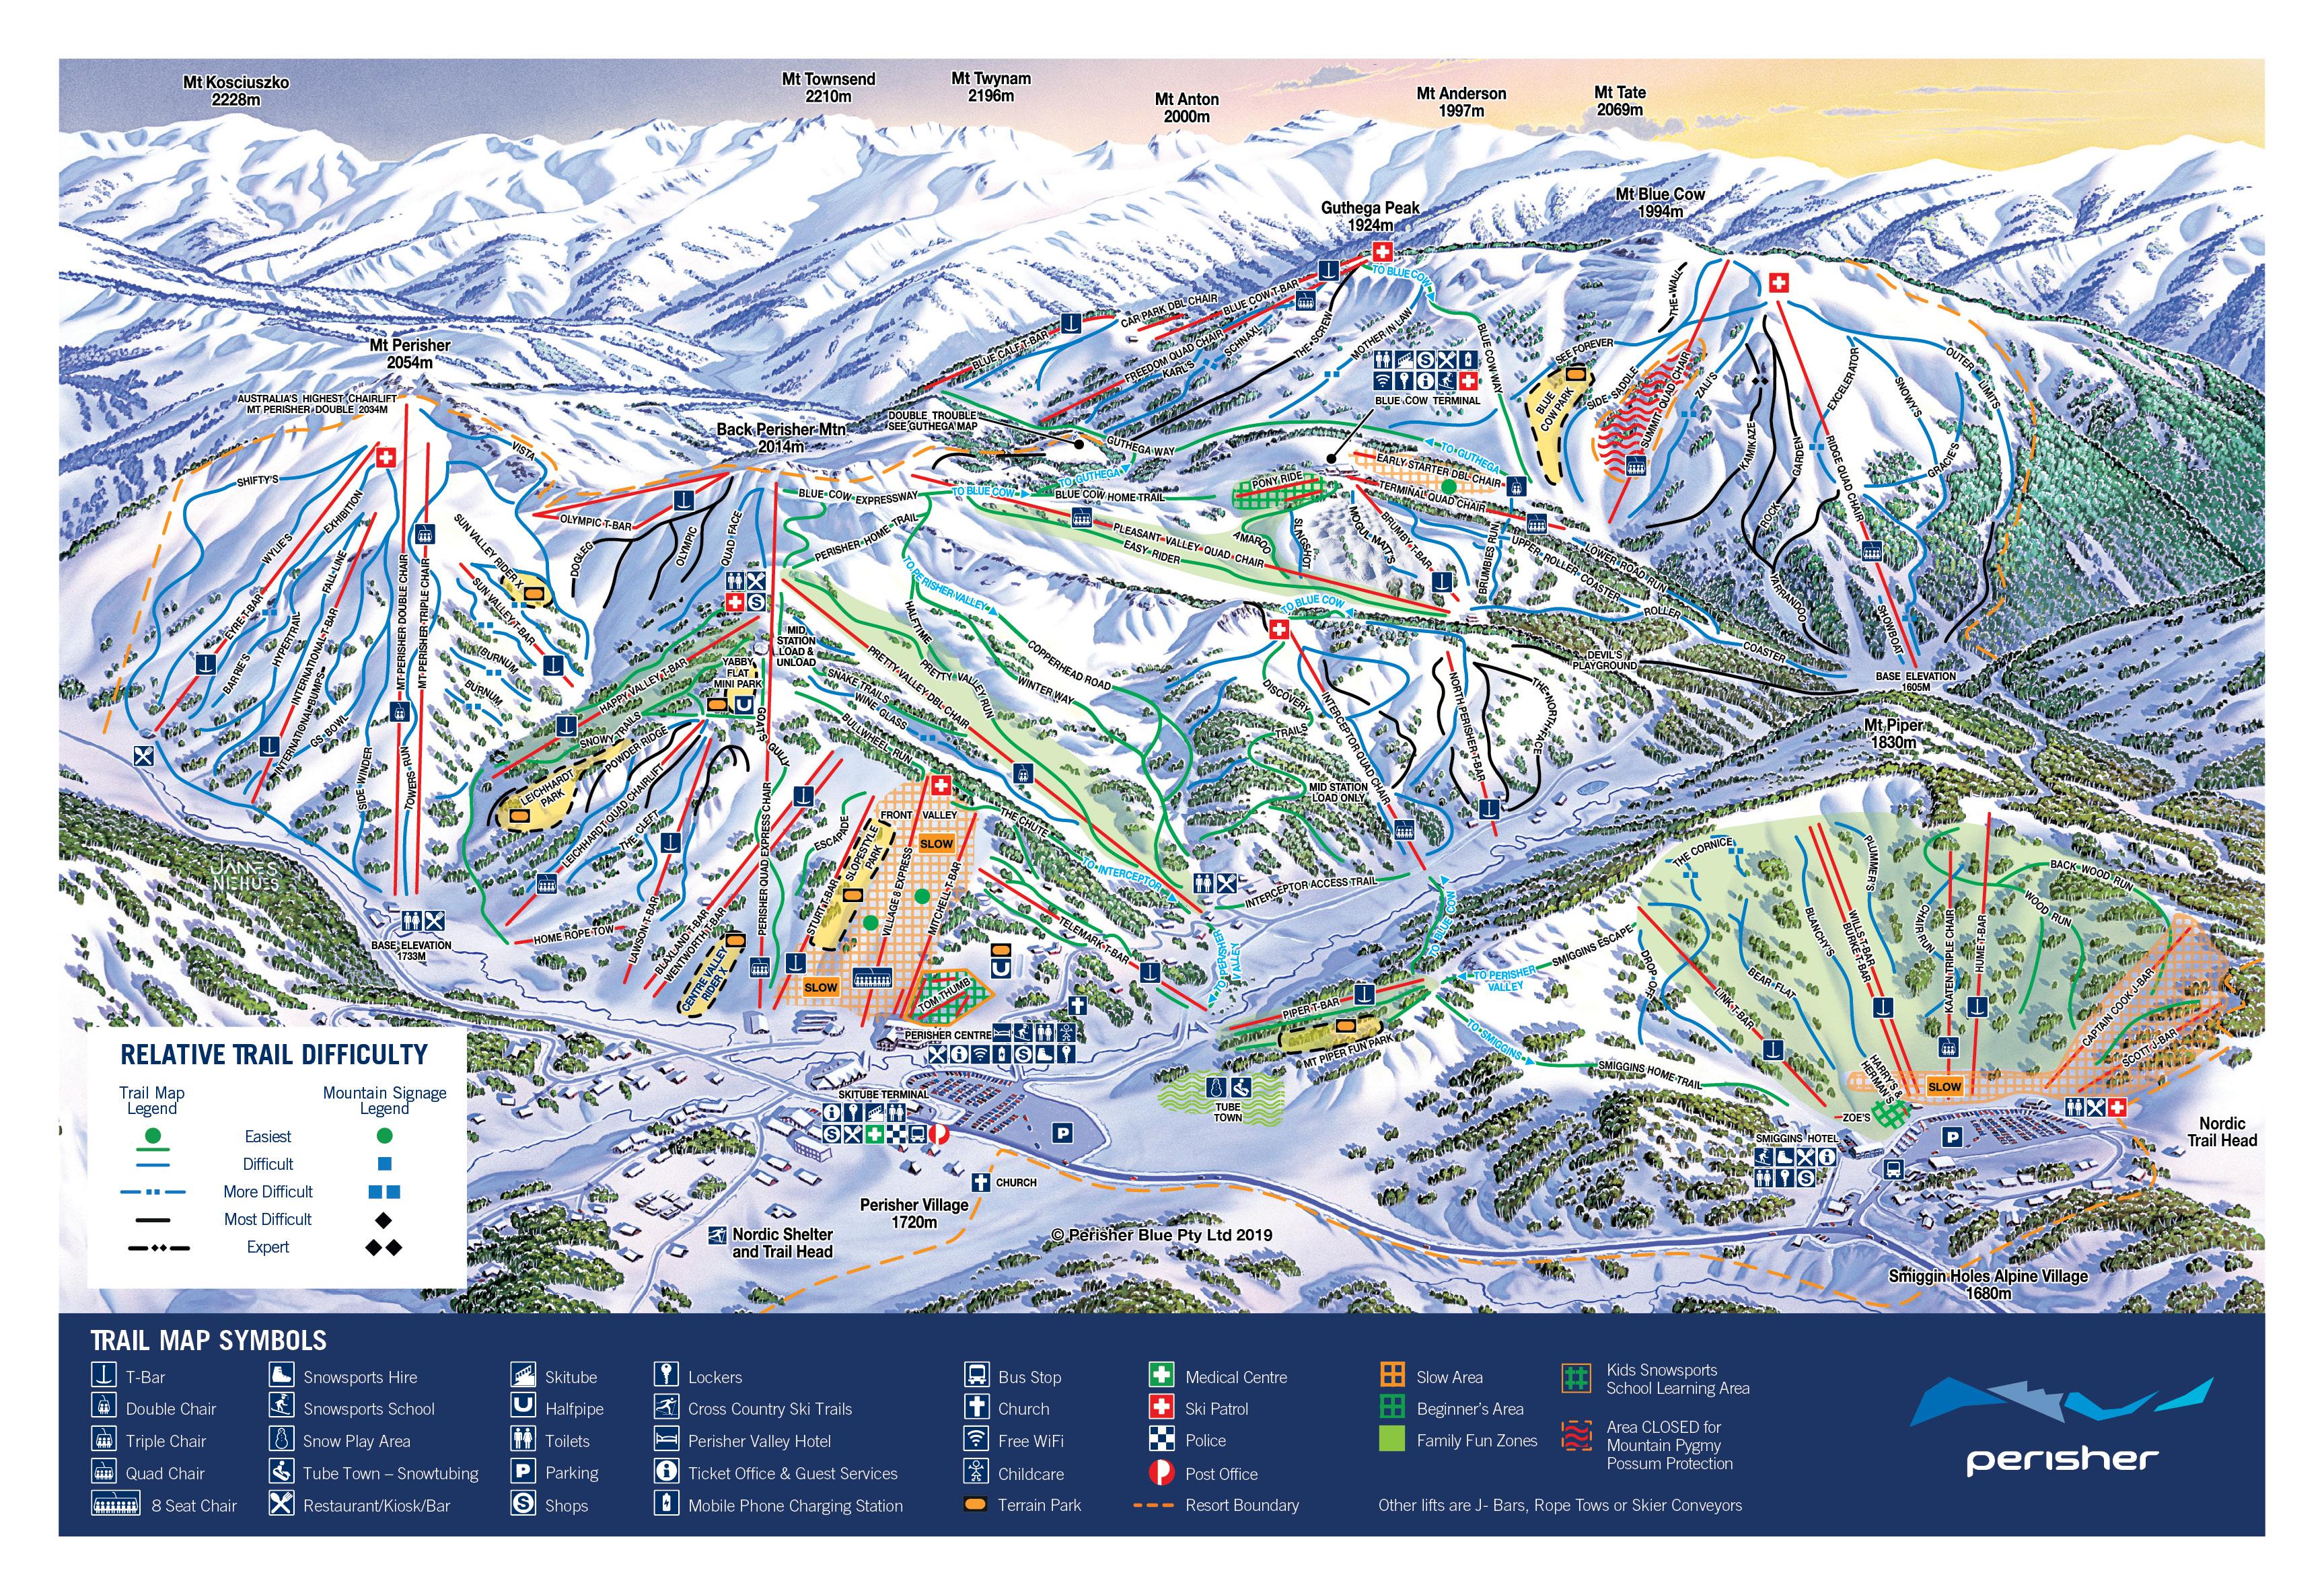 Mt Kosciuszko
2228m
Mt Townsend
2210m
Mt Twynam
2196m
Mt Anton
2000m
Mt Anderson
1997m
Mt Tate
2069m
Guthega Peak
1924m
Mt Blue Cow
1994m
Mt Perisher
2054m
AUSTRALIA'S HIGHEST CHAIRLIFT
MT PERISHER DOUBLE 2034M
Back Perisher Mtn
2014m
DOUBLE TROUBLE
SEE GUTHEGA MAP
TO BLUE COW
BLUE CALF T-BAR
CAR PARK DBL CHAIR
BLUE COW T-BAR
FREEDOM QUAD CHAIR
KARL'S
SCHNAXL
THE SCREW
MOTHER IN LAW
BLUE COW WAY
BLUE COW TERMINAL
SEE FOREVER
BLUE
COW PARK
THE WALL
SIDE SADDLE
SUMMIT QUAD CHAIR
ZALI'S
KAMIKAZE
GARDEN
ROCK
EXCELERATOR
RIDGE QUAD CHAIR
SNOWY'S
OUTER LIMITS
GRACIE'S
YARRANDOO
SHOWBOAT
BASE ELEVATION
1605M
GUTHEGA WAY
TO GUTHEGA
TO GUTHEGA
TO BLUE COW
BLUE COW HOME TRAIL
BLUE COW EXPRESSWAY
PERISHER HOME TRAIL
PONY RIDE
EARLY STARTER DBL CHAIR
TERMINAL QUAD CHAIR
PLEASANT VALLEY QUAD CHAIR
EASY RIDER
AMAROO
SLINGSHOT
MOGUL MATT'S
BRUMBY T-BAR
BRUMBIES RUN
UPPER ROLLER COASTER
LOWER ROAD RUN
ROLLER
COASTER
DEVIL'S
PLAYGROUND
TO BLUE COW
DISCOVERY
TRAILS
INTERCEPTOR QUAD CHAIR
NORTH PERISHER T-BAR
THE NORTH FACE
MID STATION
LOAD ONLY
INTERCEPTOR ACCESS TRAIL
TO BLUE COW
SHIFTY'S
VISTA
WYLIE'S
EXHIBITION
EYRE T-BAR
BARRIE'S
HYPERTRAIL
FALL-LINE
INTERNATIONAL T-BAR
INTERNATIONAL BUMPS
GS. BOWL
MT PERISHER DOUBLE CHAIR
MT PERISHER TRIPLE CHAIR
SIDE WINDER
TOWERS RUN
SUN VALLEY RIDER X
SUN VALLEY T-BAR
BURNUM
BURNUM
OLYMPIC T-BAR
DOGLEG
OLYMPIC
QUAD FACE
MID
STATION
LOAD &
UNLOAD
HAPPY VALLEY T-BAR
YABBY
FLAT
MINI PARK
SNOWY TRAILS
POWDER RIDGE
LEICHHARDT
PARK
LEICHHARDT QUAD CHAIRLIFT
THE CLEFT
HOME ROPE TOW
LAWSON T-BAR
BLAXLAND T-BAR
WENTWORTH T-BAR
CENTRE VALLEY
RIDER X
GOATS GULLY
PERISHER QUAD EXPRESS CHAIR
TO PERISHER VALLEY
HALFTIME
PRETTY VALLEY RUN
PRETTY VALLEY DBL CHAIR
COPPERHEAD ROAD
WINTER WAY
SNAKE TRAILS
WINE GLASS
BULLWHEEL RUN
ESCAPADE
FRONT VALLEY
SLOW
SLOPESTYLE
PARK
STURT T-BAR
VILLAGE 8 EXPRESS
MITCHELL T-BAR
THE CHUTE
TO INTERCEPTOR
TELEMARK T-BAR
SLOW
TOM THUMB
TO PERISHER
VALLEY
BASE ELEVATION
1733M
PERISHER CENTRE
SKITUBE TERMINAL
P
CHURCH
Perisher Village
1720m
Nordic Shelter
and Trail Head
© Perisher Blue Pty Ltd 2019
PIPER T-BAR
MT PIPER FUN PARK
TUBE
TOWN
TO PERISHER
VALLEY
SMIGGINS ESCAPE
TO SMIGGINS
SMIGGINS HOME TRAIL
Mt Piper
1830m
THE CORNICE
DROP-OFF
LINK T-BAR
BEAR FLAT
BLANCHY'S
PLUMMER'S
WILLS T-BAR
BURKE T-BAR
CHAIR RUN
KAATEN TRIPLE CHAIR
HUME T-BAR
BACK WOOD RUN
WOOD RUN
CAPTAIN COOK J-BAR
SCOTT J-BAR
HARRY'S &
HERMAN'S
SLOW
ZOE'S
SMIGGINS HOTEL
P
Nordic
Trail Head
Smiggin Holes Alpine Village
1680m
JAMES
NIEHUES
RELATIVE TRAIL DIFFICULTY
Trail Map
Legend
Mountain Signage
Legend
Easiest
Difficult
More Difficult
Most Difficult
Expert
TRAIL MAP SYMBOLS
T-Bar
Double Chair
Triple Chair
Quad Chair
8 Seat Chair
Snowsports Hire
Snowsports School
Snow Play Area
Tube Town – Snowtubing
Restaurant/Kiosk/Bar
Skitube
Halfpipe
Toilets
Parking
Shops
Lockers
Cross Country Ski Trails
Perisher Valley Hotel
Ticket Office & Guest Services
Mobile Phone Charging Station
Bus Stop
Church
Free WiFi
Childcare
Terrain Park
Medical Centre
Ski Patrol
Police
Post Office
Resort Boundary
Slow Area
Beginner's Area
Family Fun Zones
Kids Snowsports
School Learning Area
Area CLOSED for
Mountain Pygmy
Possum Protection
Other lifts are J- Bars, Rope Tows or Skier Conveyors
perisher